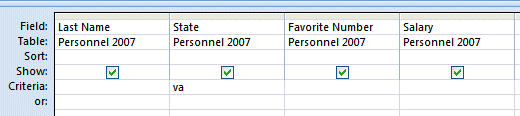 Field: Last Name State Favorite Number Salary
Table: Personnel 2007 Personnel 2007 Personnel 2007 Personnel 2007
Sort:
Show:
Criteria: va
or: